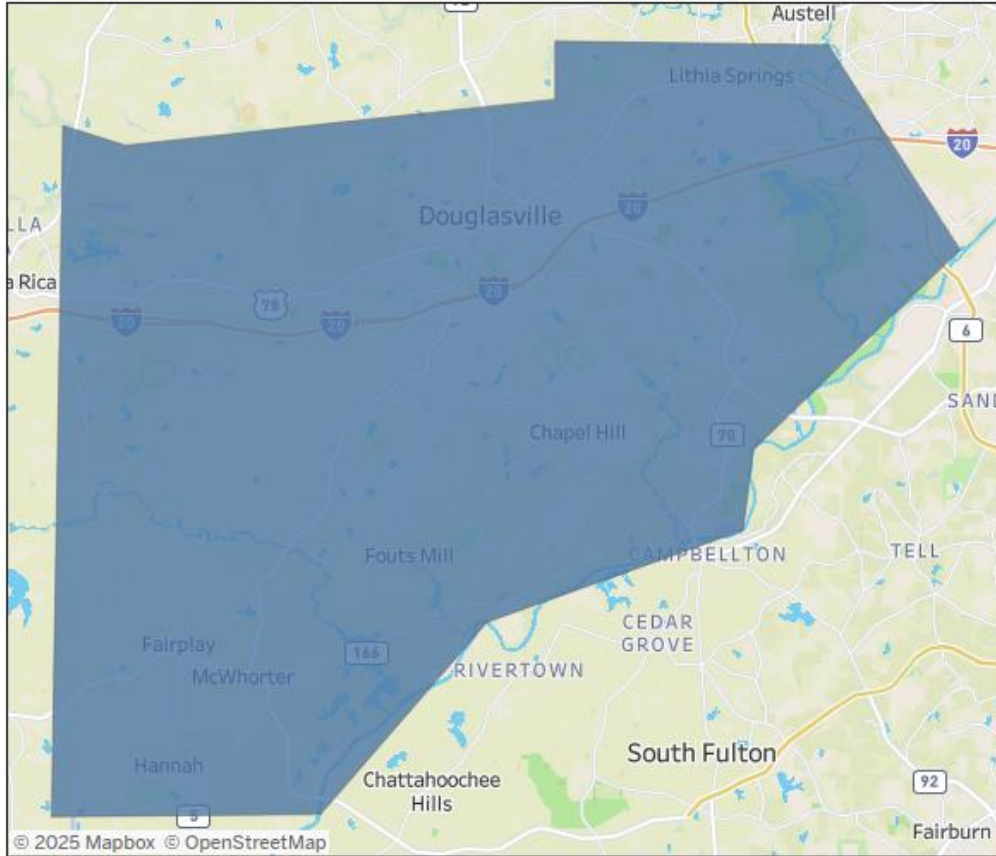 Austell
Lithia Springs
20
20
Douglasville
LLA
a Rica
20
78
20
20
6
SAND
Chapel Hill
70
Fouts Mill
CAMPBELLTON
TELL
CEDAR
GROVE
Fairplay
166
McWhorter
RIVERTOWN
South Fulton
Hannah
Chattahoochee
Hills
92
5
Fairburn
© 2025 Mapbox © OpenStreetMap